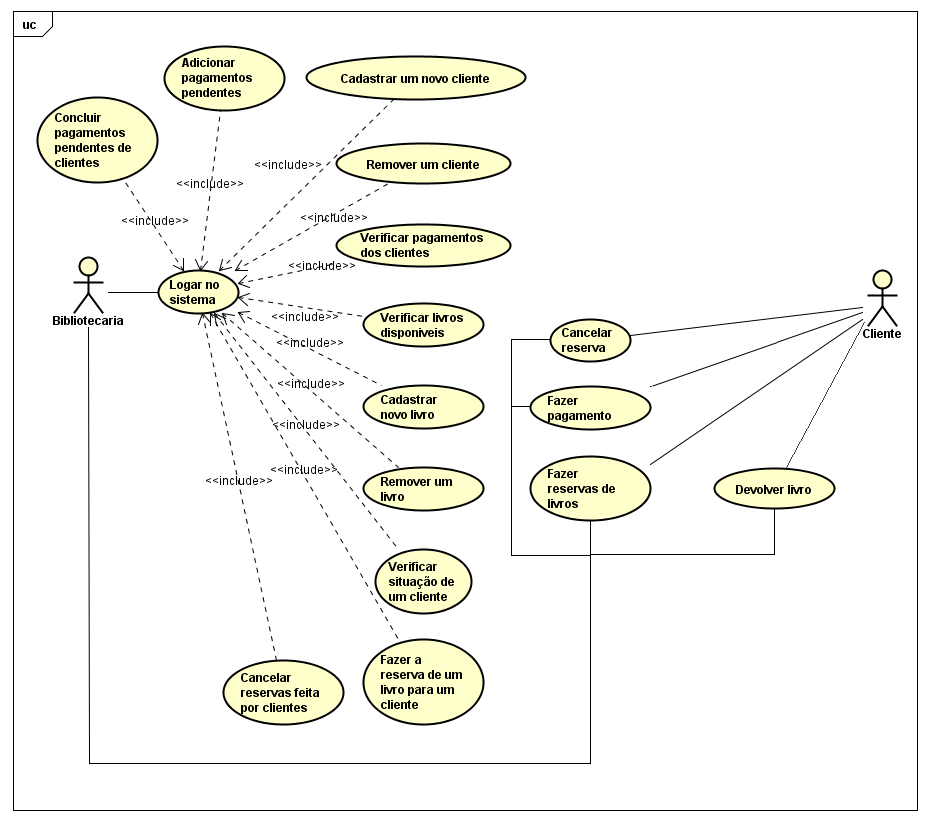 uc
Adicionar
pagamentos
pendentes
Cadastrar um novo cliente
Concluir
pagamentos
pendentes de
clientes
<<include>>
Remover um cliente
<<include>>
<<include>>
<<include>>
Verificar pagamentos
dos clientes
<<include>>
Logar no
sistema
Bibliotecaria
Verificar livros
disponiveis
<<include>>
<<include>>
Cliente
Cancelar
reserva
<<include>>
Cadastrar
novo livro
Fazer
pagamento
<<include>>
<<include>>
<<include>>
Remover um
livro
Fazer
reservas de
livros
Devolver livro
Verificar
situação de
um cliente
Fazer a
reserva de um
livro para um
cliente
Cancelar
reservas feita
por clientes